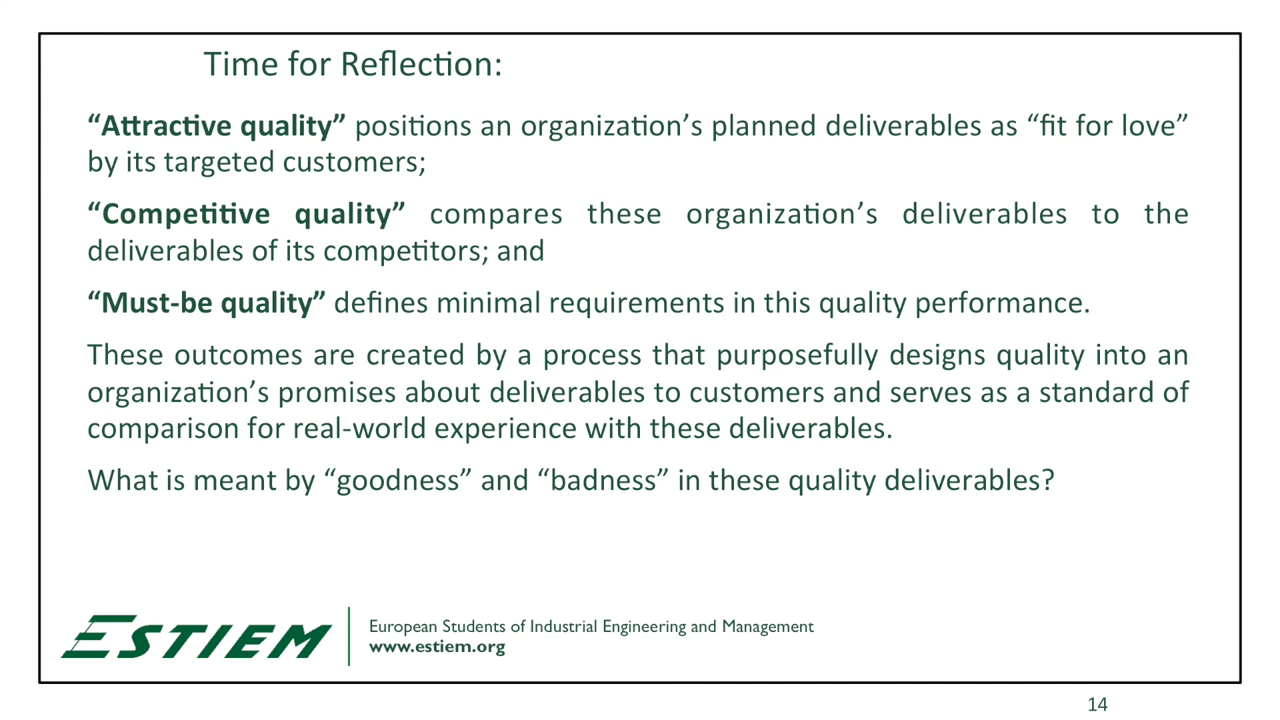 Time for Reflection:
“Attractive quality” positions an organization’s planned deliverables as “fit for love”
by its targeted customers;
“Competitive quality” compares these organization’s deliverables to the
deliverables of its competitors; and
“Must-be quality” defines minimal requirements in this quality performance.
These outcomes are created by a process that purposefully designs quality into an
organization’s promises about deliverables to customers and serves as a standard of
comparison for real-world experience with these deliverables.
What is meant by “goodness” and “badness” in these quality deliverables?
ESTIEM
European Students of Industrial Engineering and Management
www.estiem.org
14